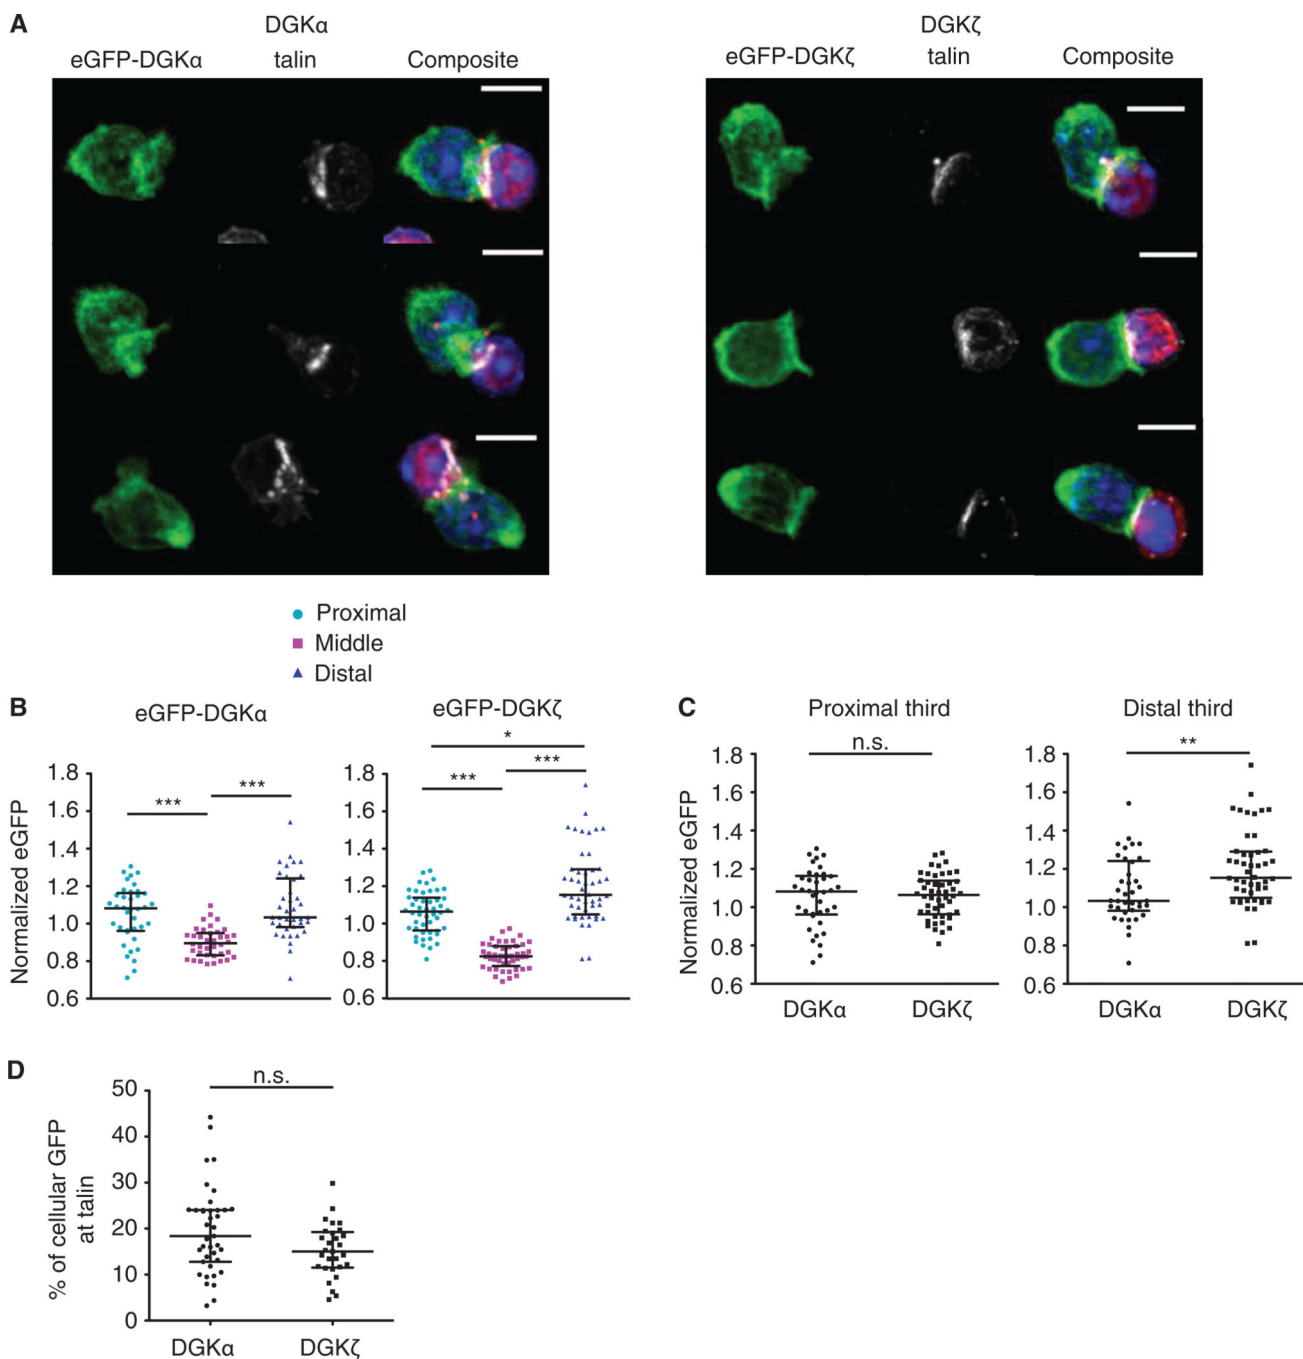 A
DGKα
eGFP-DGKα talin Composite
DGKζ
eGFP-DGKζ talin Composite
Proximal
Middle
Distal
B
eGFP-DGKα
eGFP-DGKζ
Normalized eGFP
1.8
1.6
1.4
1.2
1.0
0.8
0.6
*** ***
1.8
1.6
1.4
1.2
1.0
0.8
0.6
*
*** ***
C
Proximal third
Distal third
Normalized eGFP
1.8
1.6
1.4
1.2
1.0
0.8
0.6
n.s.
DGKα DGKζ
1.8
1.6
1.4
1.2
1.0
0.8
0.6
**
DGKα DGKζ
D
% of cellular GFP
at talin
50
40
30
20
10
0
n.s.
DGKα DGKζ